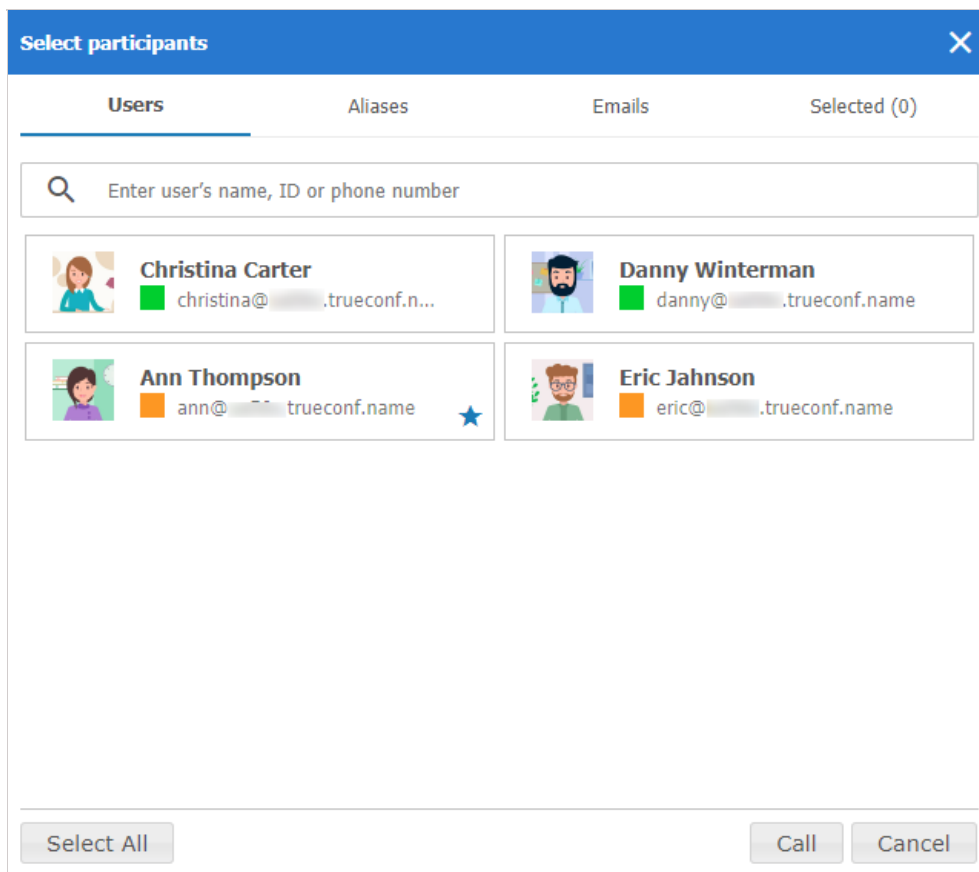 Select participants
Users Aliases Emails Selected (0)
Enter user's name, ID or phone number
Christina Carter
christina@ .trueconf.n...
Danny Winterman
danny@ .trueconf.name
Ann Thompson
ann@ trueconf.name
Eric Jahnson
eric@ .trueconf.name
Select All Call Cancel